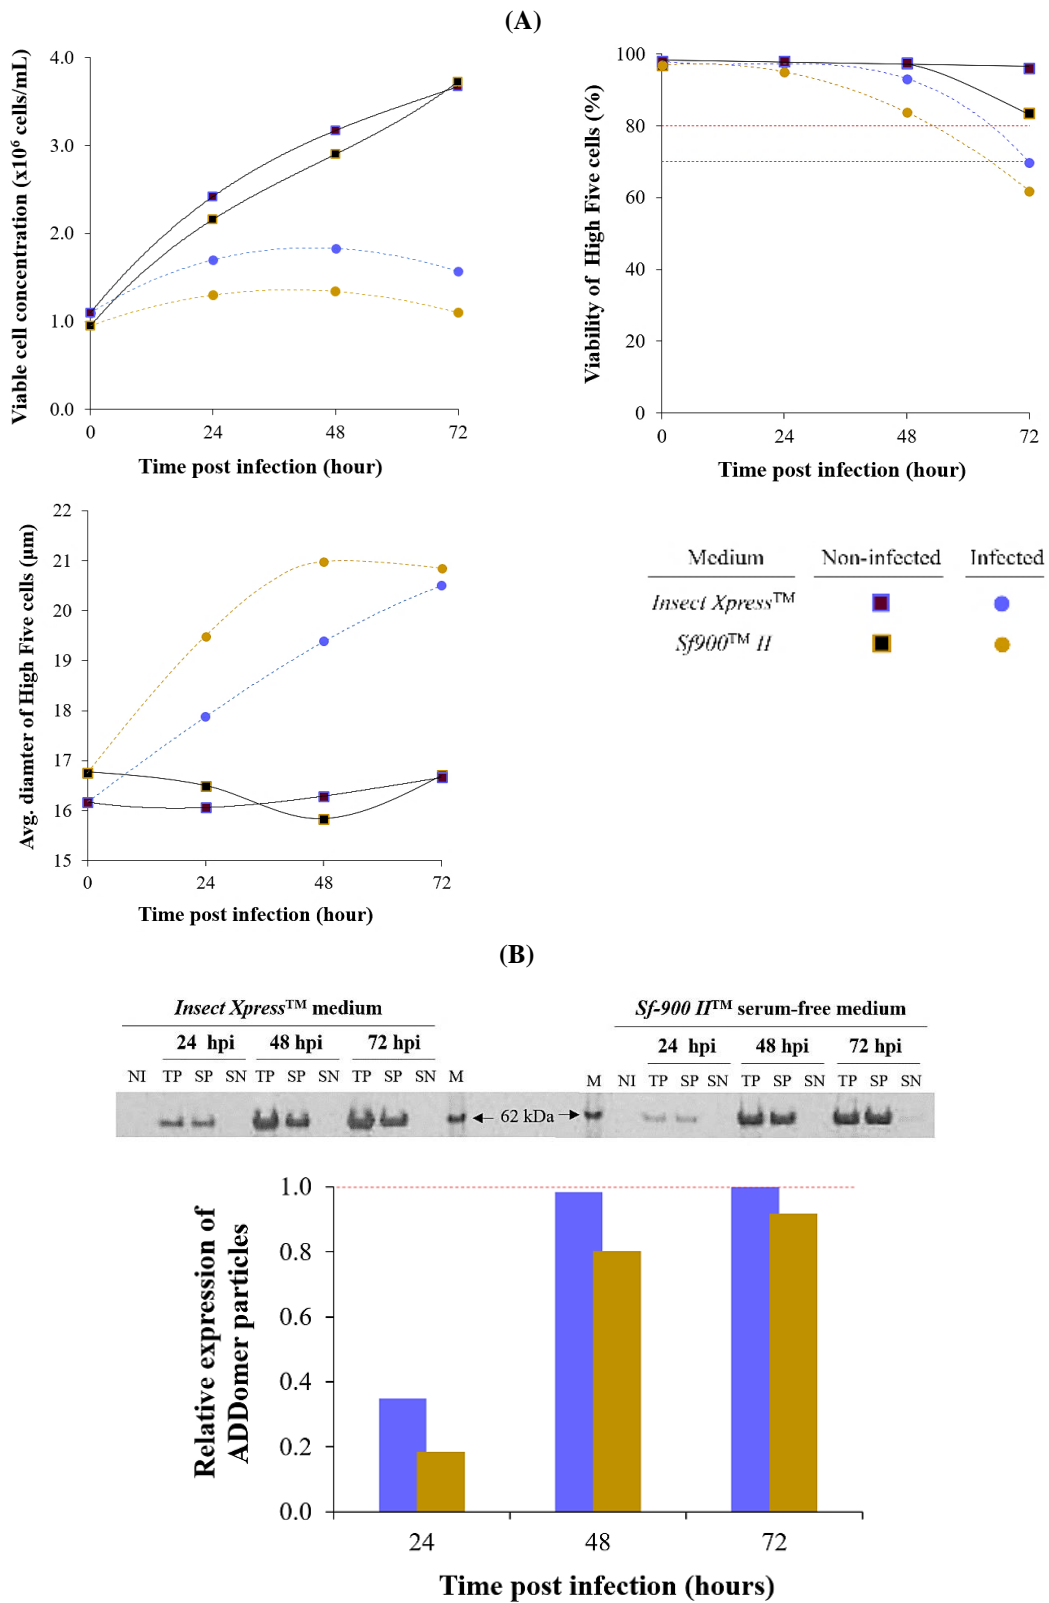 (A)
Viable cell concentration (x10⁶ cells/mL)
4.0
3.0
2.0
1.0
0.0
0 24 48 72
Time post infection (hour)
Viability of High Five cells (%)
100
80
60
40
20
0
0 24 48 72
Time post infection (hour)
Avg. diamter of High Five cells (µm)
22
21
20
19
18
17
16
15
0 24 48 72
Time post infection (hour)
Medium Non-infected Infected
Insect Xpress™
Sf900™ II
(B)
Insect Xpress™ medium
24 hpi 48 hpi 72 hpi
NI TP SP SN TP SP SN TP SP SN M
62 kDa
Sf-900 II™ serum-free medium
24 hpi 48 hpi 72 hpi
M NI TP SP SN TP SP SN TP SP SN
Relative expression of
ADDomer particles
1.0
0.8
0.6
0.4
0.2
0.0
24 48 72
Time post infection (hours)